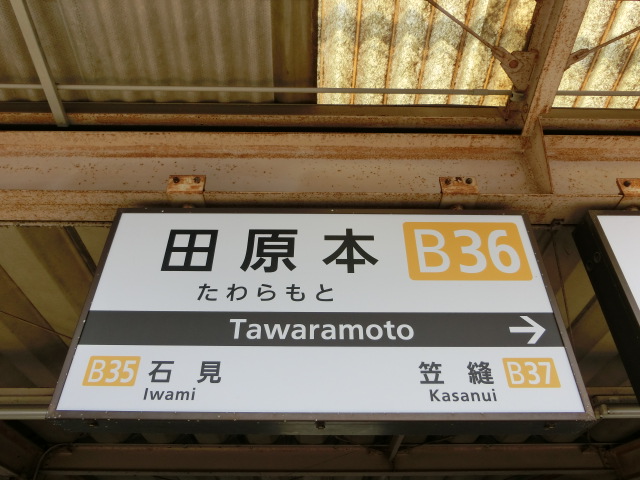 田原本 B36
たわらもと
Tawaramoto →
B35 石見 笠縫 B37
Iwami Kasanui